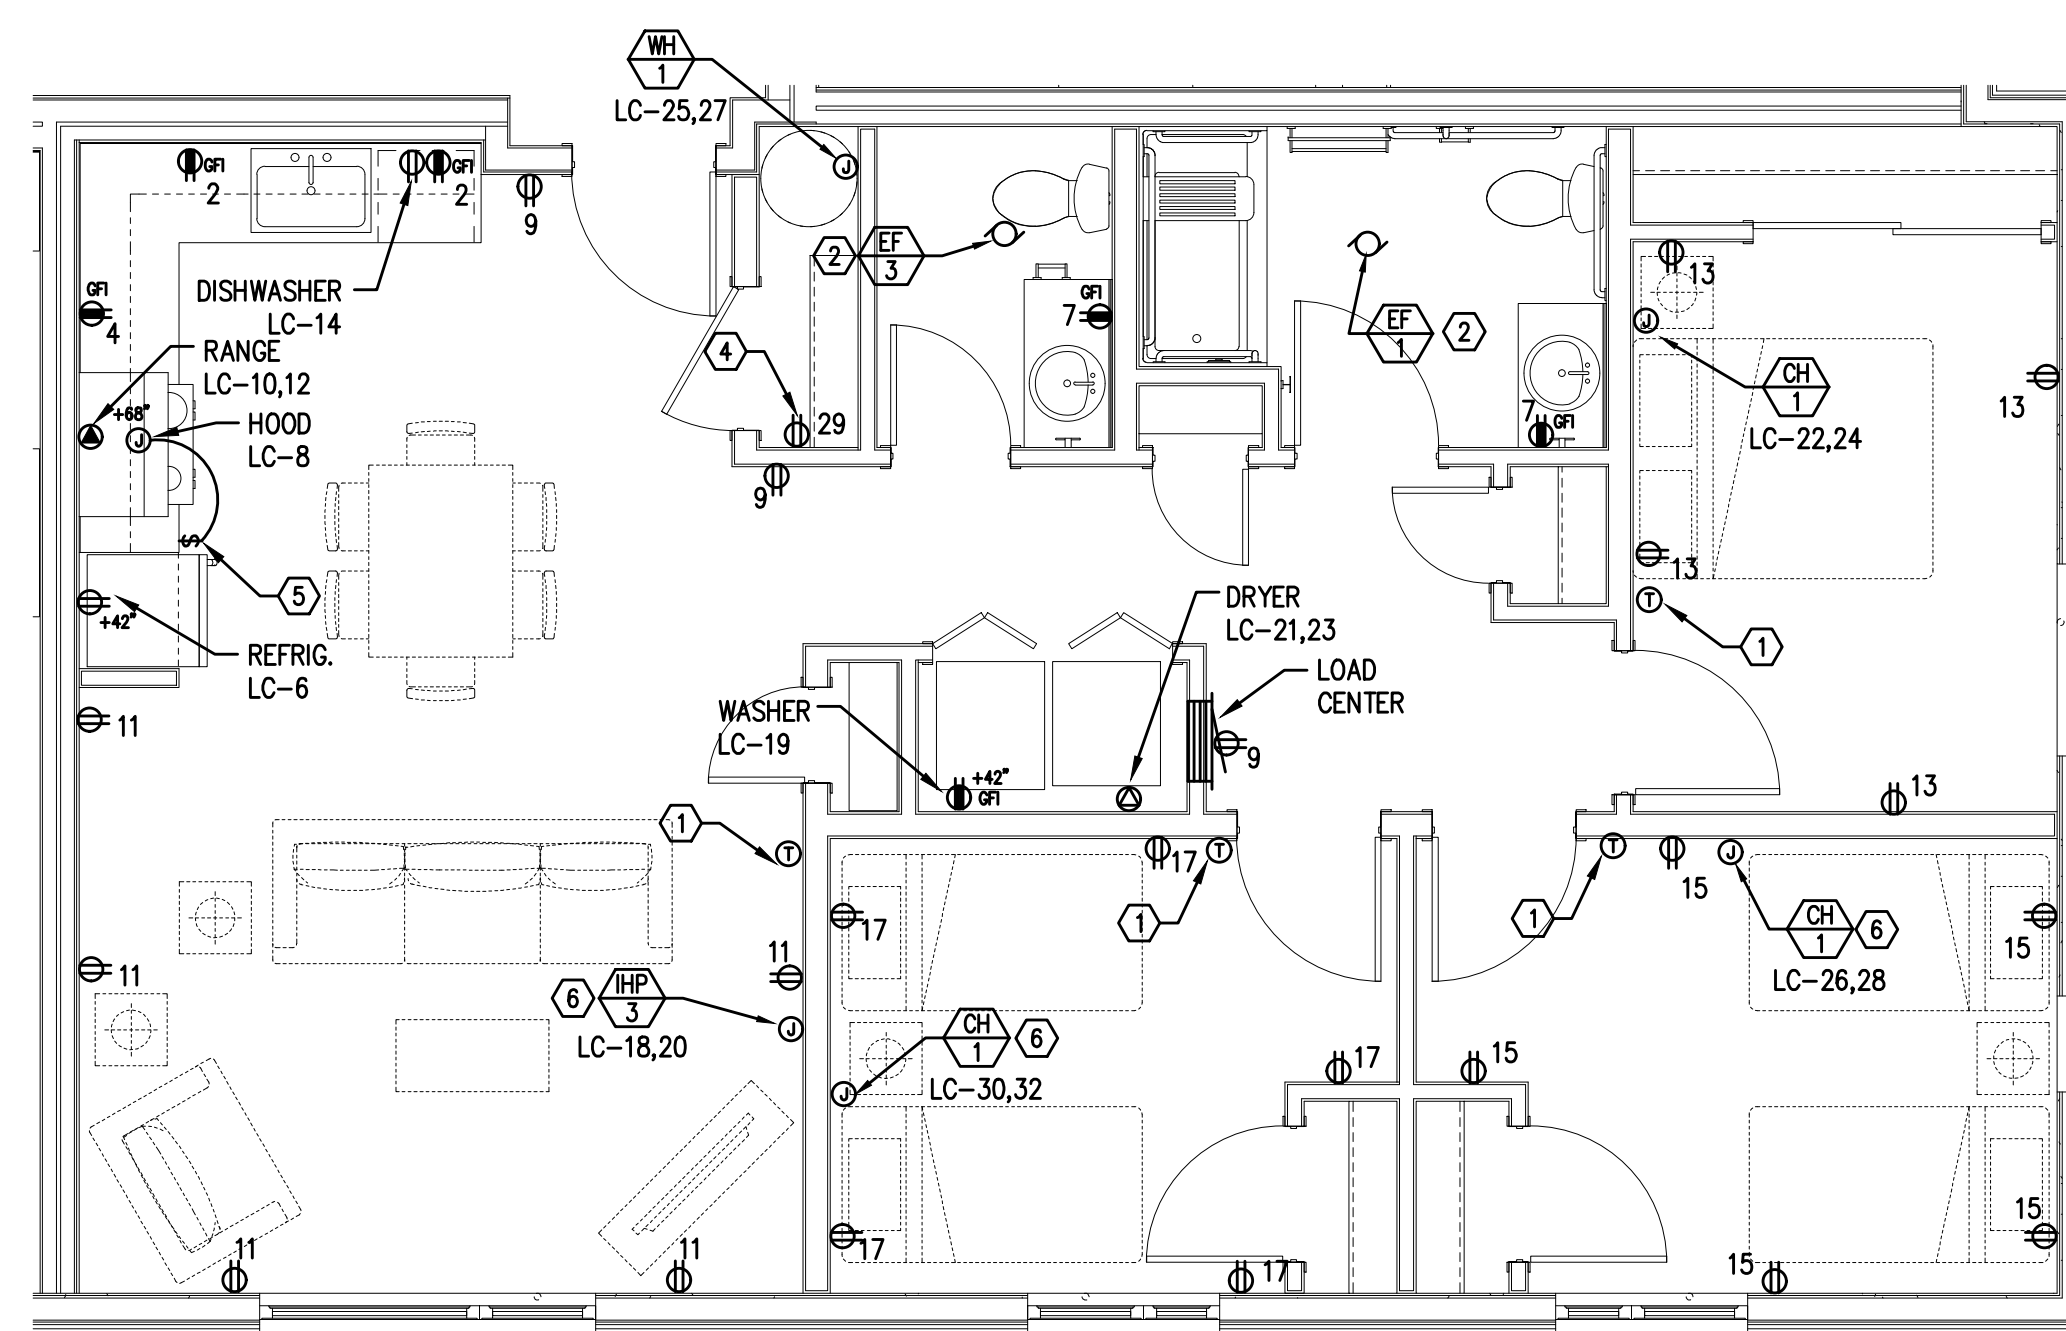 WH
1
LC-25,27
GFI
2
GFI
2
9
DISHWASHER
LC-14
2
EF
3
GFI
4
RANGE
LC-10,12
+68"
J
HOOD
LC-8
S
5
+42"
REFRIG.
LC-6
J
4
29
9
GFI
7
EF
1
2
7
GFI
13
J
CH
1
LC-22,24
13
13
T
1
DRYER
LC-21,23
LOAD
CENTER
9
WASHER
LC-19
+42"
GFI
11
13
1
T
17
T
1
17
1
T
15
J
CH
1
6
LC-26,28
15
11
11
6
IHP
3
J
LC-18,20
CH
1
6
J
LC-30,32
17
15
11
11
17
17
15
15